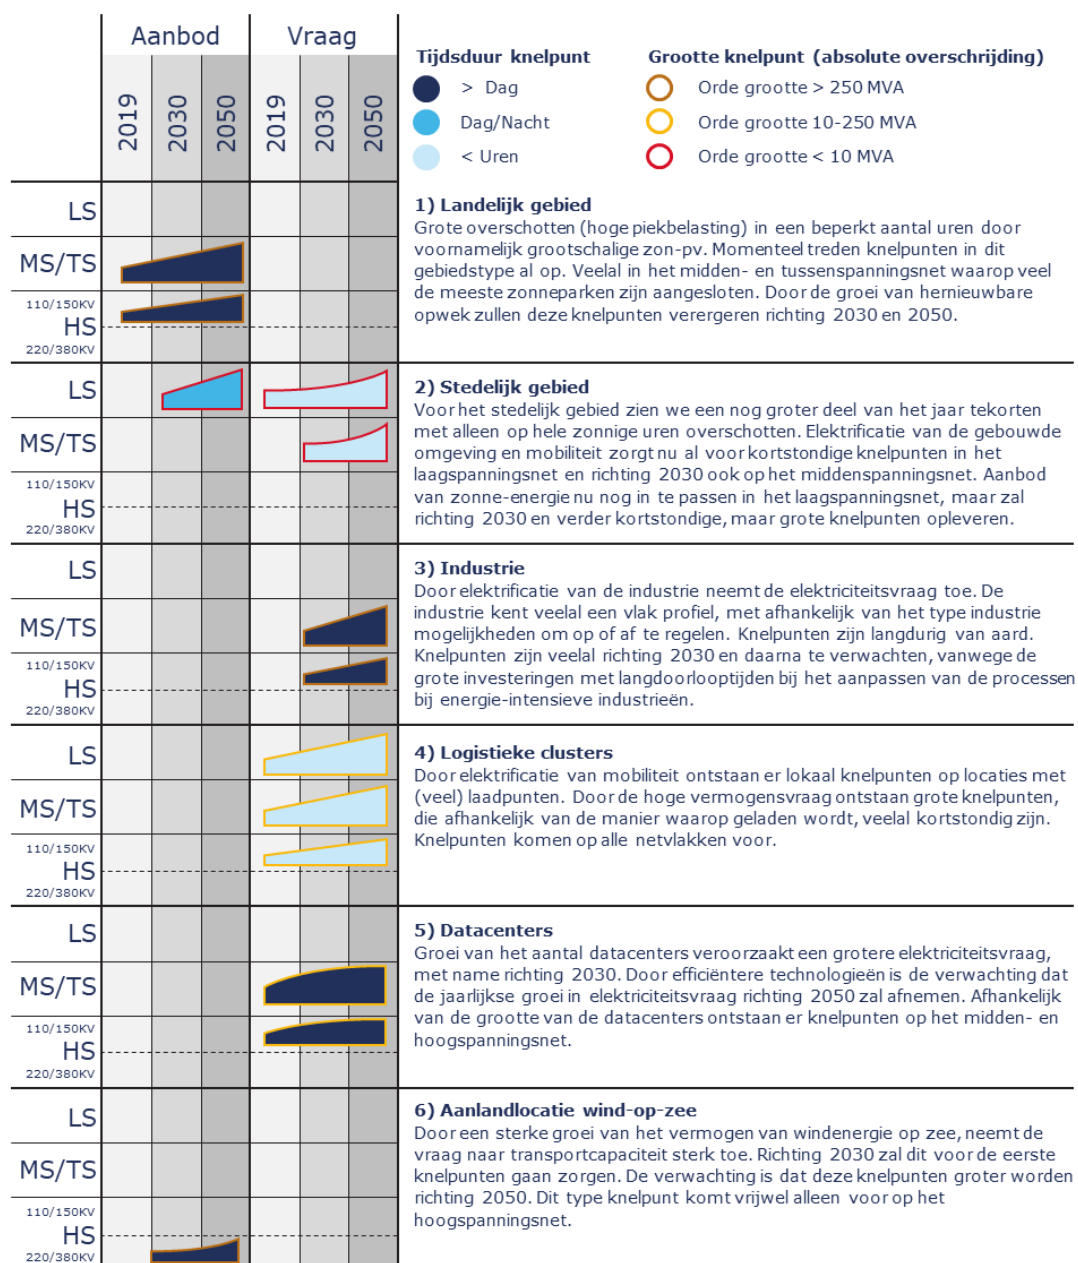 Aanbod Vraag
2019 2030 2050 2019 2030 2050
Tijdsduur knelpunt
> Dag
Dag/Nacht
< Uren
Grootte knelpunt (absolute overschrijding)
Orde grootte > 250 MVA
Orde grootte 10-250 MVA
Orde grootte < 10 MVA
LS
MS/TS
110/150KV
HS
220/380KV
1) Landelijk gebied
Grote overschotten (hoge piekbelasting) in een beperkt aantal uren door
voornamelijk grootschalige zon-pv. Momenteel treden knelpunten in dit
gebiedstype al op. Veelal in het midden- en tussenspanningsnet waarop veel
de meeste zonneparken zijn aangesloten. Door de groei van hernieuwbare
opwek zullen deze knelpunten verergeren richting 2030 en 2050.
LS
MS/TS
110/150KV
HS
220/380KV
2) Stedelijk gebied
Voor het stedelijk gebied zien we een nog groter deel van het jaar tekorten
met alleen op hele zonnige uren overschotten. Elektrificatie van de gebouwde
omgeving en mobiliteit zorgt nu al voor kortstondige knelpunten in het
laagspanningsnet en richting 2030 ook op het middenspanningsnet. Aanbod
van zonne-energie nu nog in te passen in het laagspanningsnet, maar zal
richting 2030 en verder kortstondige, maar grote knelpunten opleveren.
LS
MS/TS
110/150KV
HS
220/380KV
3) Industrie
Door elektrificatie van de industrie neemt de elektriciteitsvraag toe. De
industrie kent veelal een vlak profiel, met afhankelijk van het type industrie
mogelijkheden om op of af te regelen. Knelpunten zijn langdurig van aard.
Knelpunten zijn veelal richting 2030 en daarna te verwachten, vanwege de
grote investeringen met langdoorlooptijden bij het aanpassen van de processen
bij energie-intensieve industrieën.
LS
MS/TS
110/150KV
HS
220/380KV
4) Logistieke clusters
Door elektrificatie van mobiliteit ontstaan er lokaal knelpunten op locaties met
(veel) laadpunten. Door de hoge vermogensvraag ontstaan grote knelpunten,
die afhankelijk van de manier waarop geladen wordt, veelal kortstondig zijn.
Knelpunten komen op alle netvlakken voor.
LS
MS/TS
110/150KV
HS
220/380KV
5) Datacenters
Groei van het aantal datacenters veroorzaakt een grotere elektriciteitsvraag,
met name richting 2030. Door efficiëntere technologieën is de verwachting dat
de jaarlijkse groei in elektriciteitsvraag richting 2050 zal afnemen. Afhankelijk
van de grootte van de datacenters ontstaan er knelpunten op het midden- en
hoogspanningsnet.
LS
MS/TS
110/150KV
HS
220/380KV
6) Aanlandlocatie wind-op-zee
Door een sterke groei van het vermogen van windenergie op zee, neemt de
vraag naar transportcapaciteit sterk toe. Richting 2030 zal dit voor de eerste
knelpunten gaan zorgen. De verwachting is dat deze knelpunten groter worden
richting 2050. Dit type knelpunt komt vrijwel alleen voor op het
hoogspanningsnet.